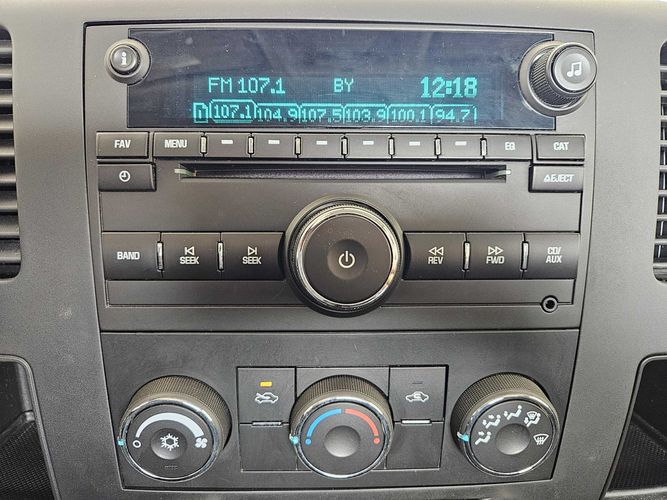 i
FM 107.1 BY 12:18
1 107.1 104.9 107.5 103.9 100.1 94.7
FAV MENU EQ CAT
EJECT
BAND SEEK SEEK REV FWD CD/
AUX